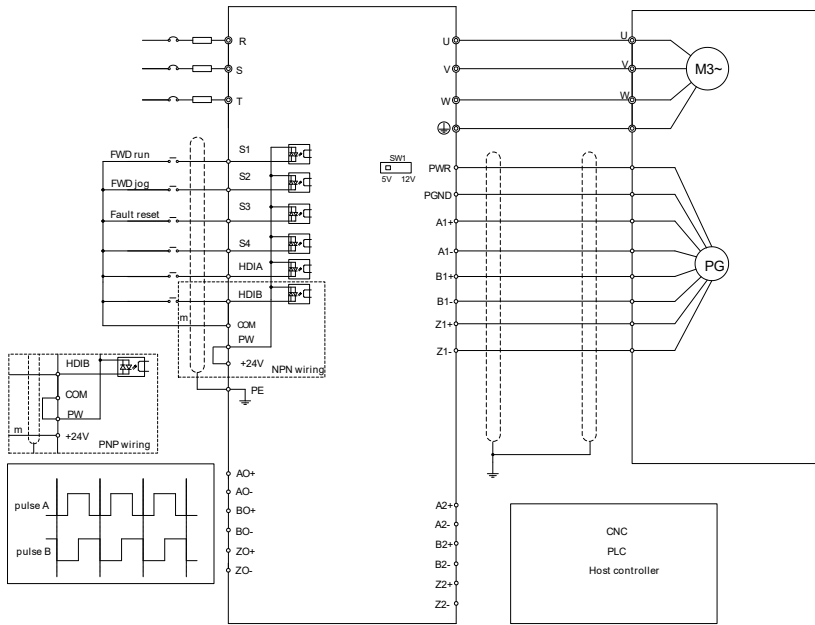 R
S
T
U
V
W
U
V
W
M3~
FWD run
FWD jog
Fault reset
S1
S2
S3
S4
HDIA
HDIB
m
COM
PW
+24V
NPN wiring
PE
SW1
5V 12V
PWR
PGND
A1+
A1-
B1+
B1-
Z1+
Z1-
PG
HDIB
COM
PW
m
+24V
PNP wiring
pulse A
pulse B
AO+
AO-
BO+
BO-
ZO+
ZO-
A2+
A2-
B2+
B2-
Z2+
Z2-
CNC
PLC
Host controller